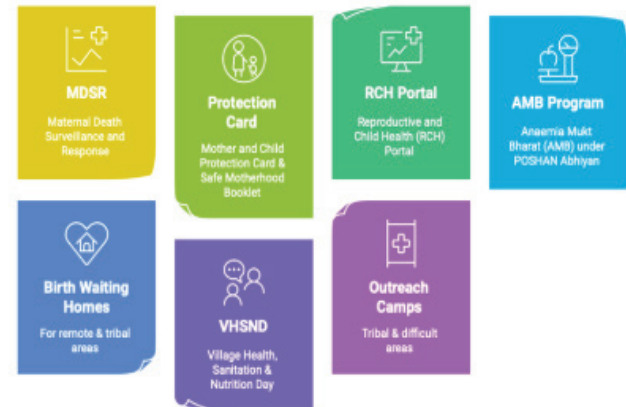 MDSR
Maternal Death
Surveillance and
Response
Protection
Card
Mother and Child
Protection Card &
Safe Motherhood
Booklet
RCH Portal
Reproductive and
Child Health (RCH)
Portal
AMB Program
Anaemia Mukt
Bharat (AMB) under
POSHAN Abhiyan
Birth Waiting
Homes
For remote & tribal
areas
VHSND
Village Health,
Sanitation &
Nutrition Day
Outreach
Camps
Tribal & difficult
areas